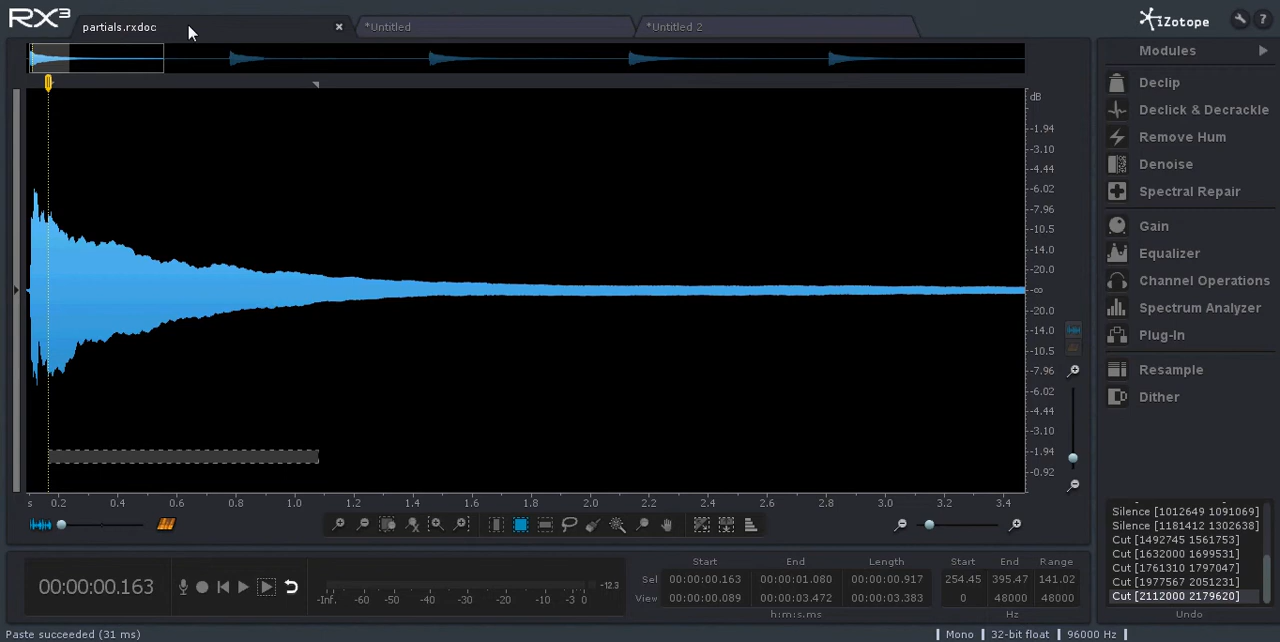 RX3
partials.rxdoc
*Untitled
*Untitled 2
iZotope
?
Modules
Declip
Declick & Decrackle
Remove Hum
Denoise
Spectral Repair
Gain
Equalizer
Channel Operations
Spectrum Analyzer
Plug-In
Resample
Dither
dB
-1.94
-3.10
-4.44
-6.02
-7.96
-10.5
-14.0
-20.0
-∞
-20.0
-14.0
-10.5
-7.96
-6.02
-4.44
-3.10
-1.94
-0.92
s 0.2 0.4 0.6 0.8 1.0 1.2 1.4 1.6 1.8 2.0 2.2 2.4 2.6 2.8 3.0 3.2 3.4
Silence [1012649 1091069]
Silence [1181412 1302638]
Cut [1492745 1561753]
Cut [1632000 1699531]
Cut [1761310 1797047]
Cut [1977567 2051231]
Cut [2112000 2179620]
Undo
00:00:00.163
-Inf. -60 -50 -40 -30 -20 -10 -3 0
-12.3
Start End Length Start End Range
Sel 00:00:00.163 00:00:01.080 00:00:00.917 254.45 395.47 141.02
View 00:00:00.089 00:00:03.472 00:00:03.383 0 48000 48000
h:m:s.ms Hz
Paste succeeded (31 ms)
Mono | 32-bit float | 96000 Hz